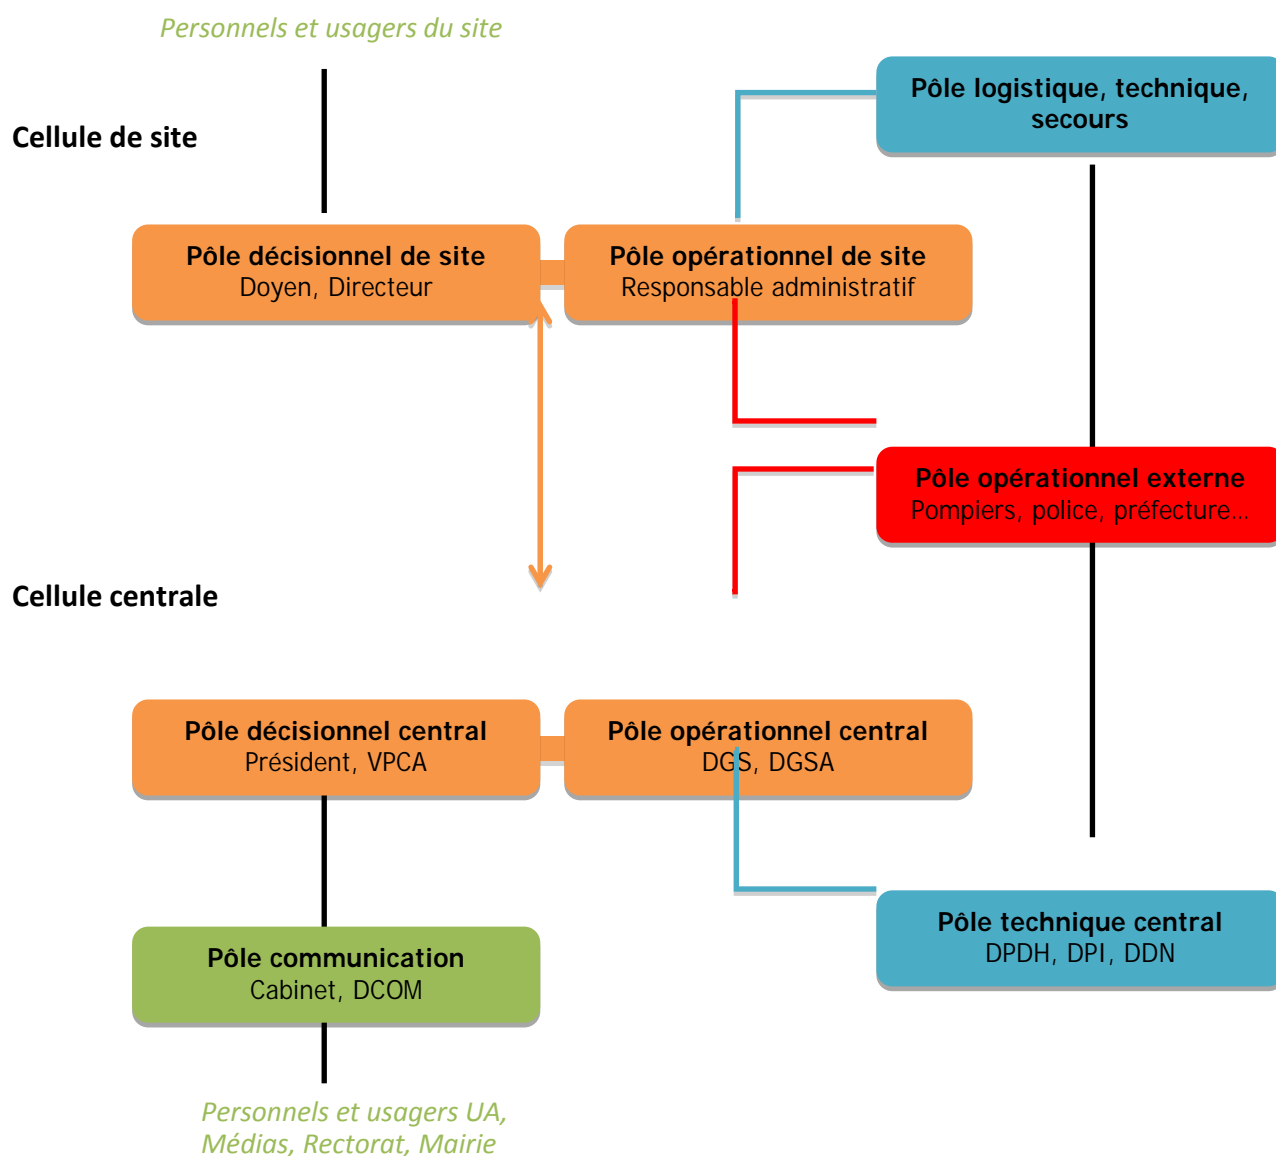 Personnels et usagers du site
Pôle logistique, technique,
secours
Cellule de site
Pôle décisionnel de site
Doyen, Directeur
Pôle opérationnel de site
Responsable administratif
Pôle opérationnel externe
Pompiers, police, préfecture...
Cellule centrale
Pôle décisionnel central
Président, VPCA
Pôle opérationnel central
DGS, DGSA
Pôle technique central
DPDH, DPI, DDN
Pôle communication
Cabinet, DCOM
Personnels et usagers UA,
Médias, Rectorat, Mairie